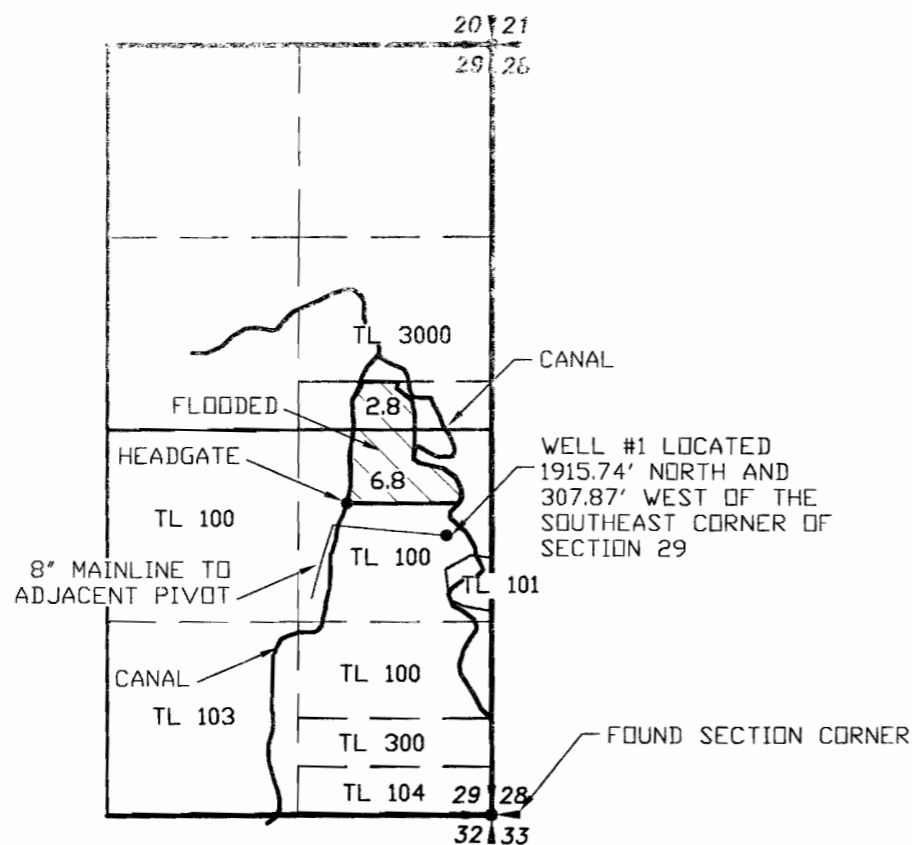 20 21
29 28
TL 3000
CANAL
FLOODED
2.8
HEADGATE
6.8
WELL #1 LOCATED
1915.74' NORTH AND
307.87' WEST OF THE
SOUTHEAST CORNER OF
SECTION 29
TL 100
TL 100
8" MAINLINE TO
ADJACENT PIVOT
TL 101
CANAL
TL 100
TL 103
TL 300
FOUND SECTION CORNER
TL 104
29 28
32 33